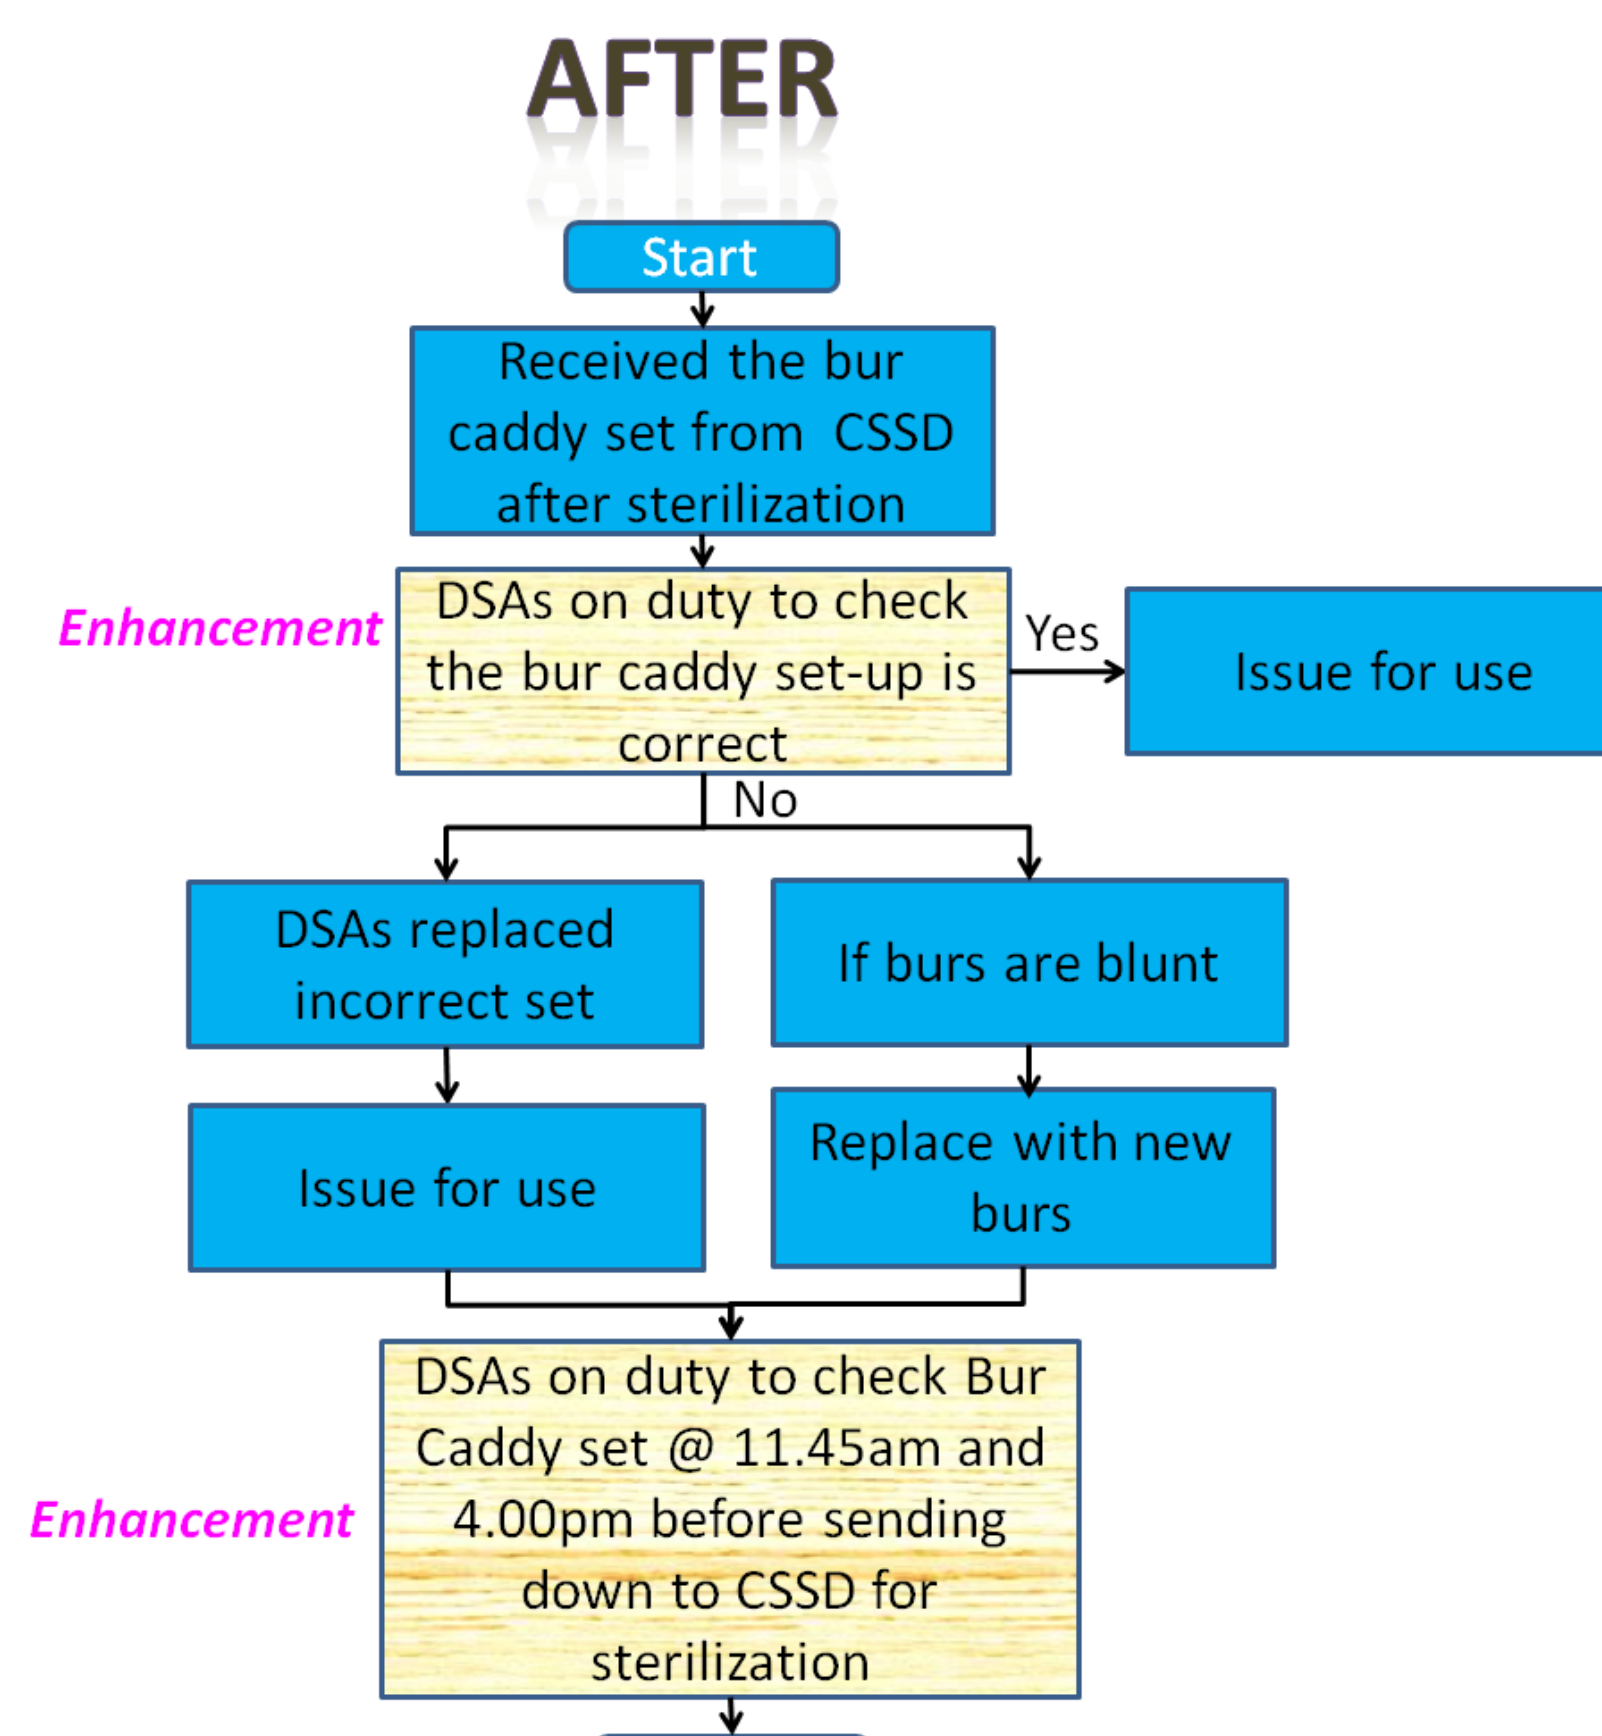 AFTER
Start
Received the bur
caddy set from  CSSD
after sterilization
Enhancement
DSAs on duty to check
the bur caddy set-up is
correct
Yes
Issue for use
No
DSAs replaced
incorrect set
If burs are blunt
Issue for use
Replace with new
burs
Enhancement
DSAs on duty to check Bur
Caddy set @ 11.45am and
4.00pm before sending
down to CSSD for
sterilization